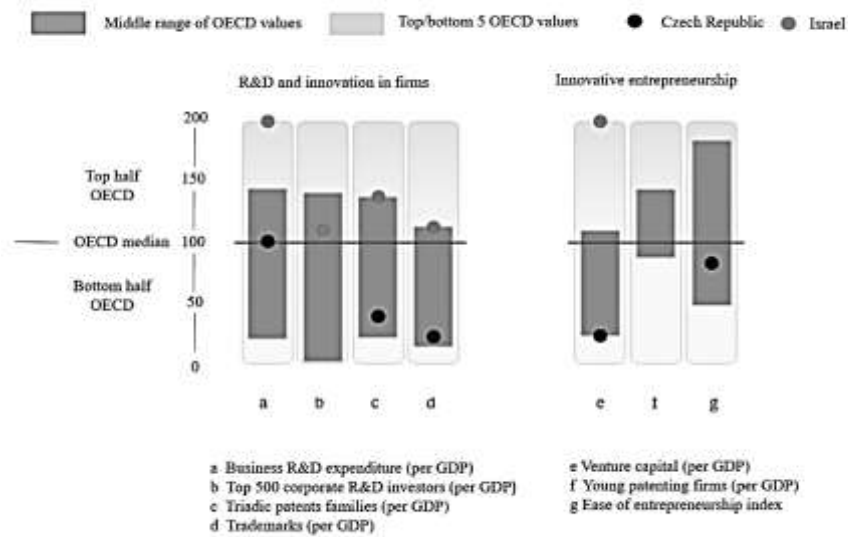 Middle range of OECD values
Top/bottom 5 OECD values
Czech Republic
Israel
R&D and innovation in firms
Innovative entrepreneurship
200
150
100
50
0
Top half
OECD
OECD median
Bottom half
OECD
a
b
c
d
e
f
g
a Business R&D expenditure (per GDP)
b Top 500 corporate R&D investors (per GDP)
c Triadic patents families (per GDP)
d Trademarks (per GDP)
e Venture capital (per GDP)
f Young patenting firms (per GDP)
g Ease of entrepreneurship index